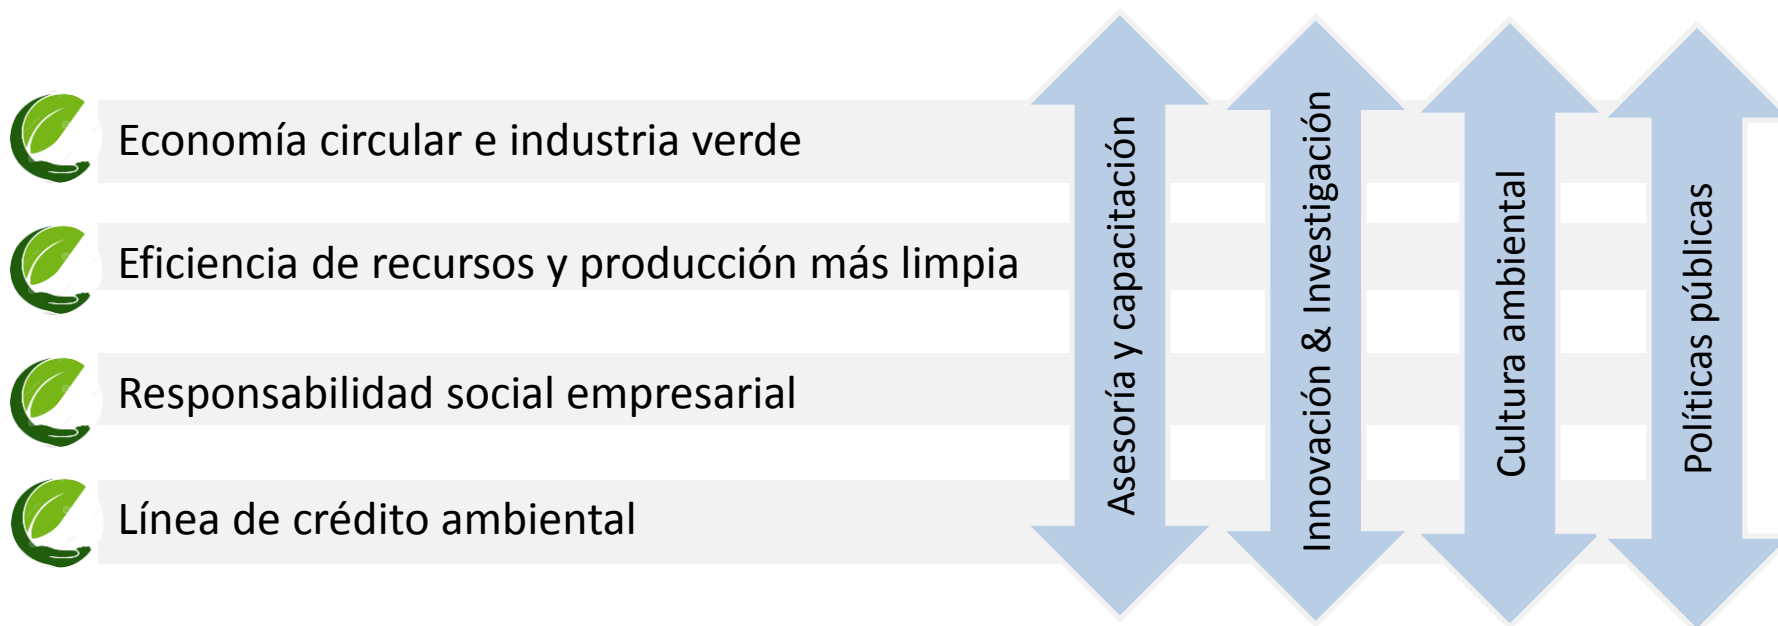 Economía circular e industria verde
Eficiencia de recursos y producción más limpia
Responsabilidad social empresarial
Línea de crédito ambiental
Asesoría y capacitación
Innovación & Investigación
Cultura ambiental
Políticas públicas